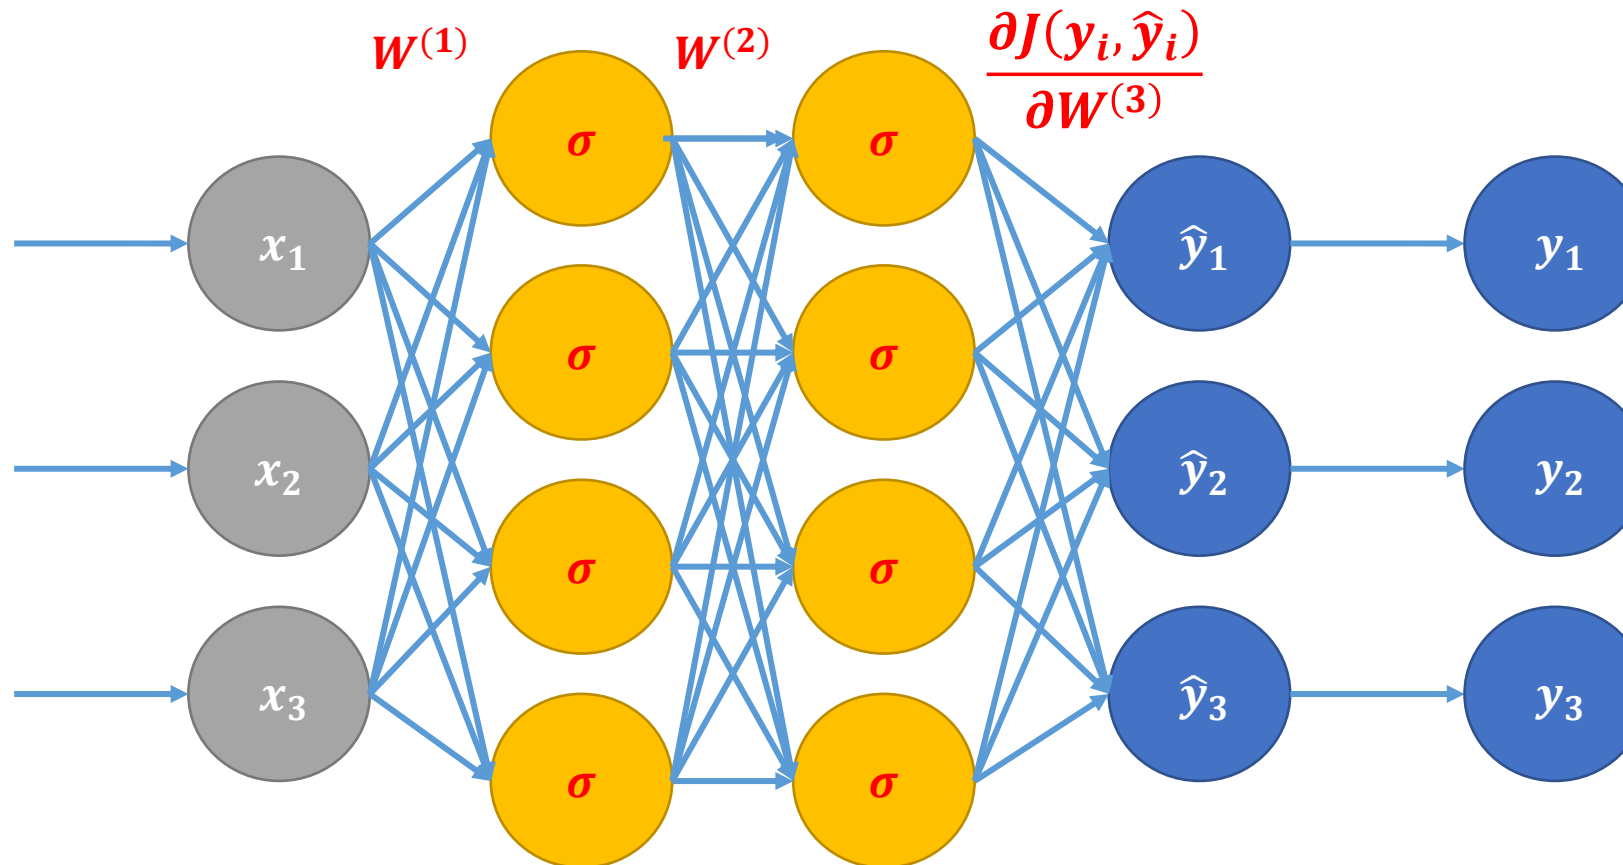 W⁽¹⁾ W⁽²⁾ ∂J(yᵢ, ŷᵢ)
∂W⁽³⁾
σ σ
x₁ ŷ₁ y₁
σ σ
x₂ ŷ₂ y₂
σ σ
x₃ ŷ₃ y₃
σ σ